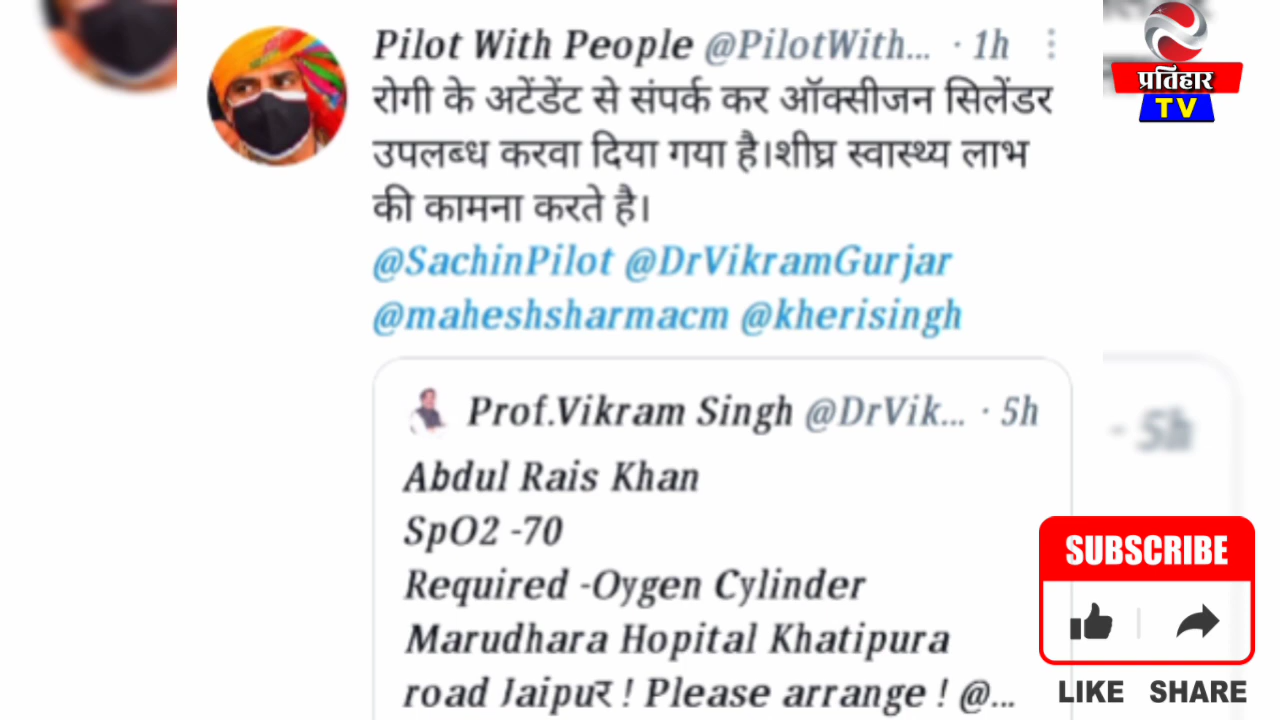 Pilot With People @PilotWith... · 1h
रोगी के अटेंडेंट से संपर्क कर ऑक्सीजन सिलेंडर
उपलब्ध करवा दिया गया है।शीघ्र स्वास्थ्य लाभ
की कामना करते है।
@SachinPilot @DrVikramGurjar
@maheshsharmacm @kherisingh
Prof.Vikram Singh @DrVik... · 5h
Abdul Rais Khan
SpO2 -70
Required -Oygen Cylinder
Marudhara Hopital Khatipura
road Jaipuर ! Please arrange ! @...
प्रतिहार
TV
- 5h
SUBSCRIBE
LIKE SHARE